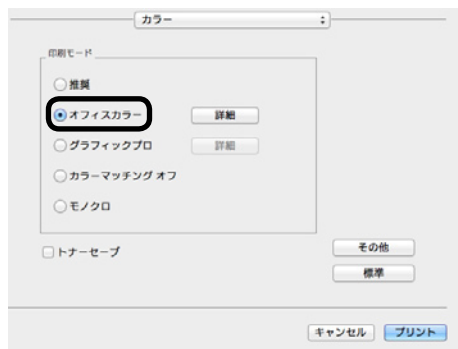 カラー
印刷モード
推奨
オフィスカラー 詳細
グラフィックプロ 詳細
カラーマッチング オフ
モノクロ
トナーセーブ その他
標準
キャンセル プリント